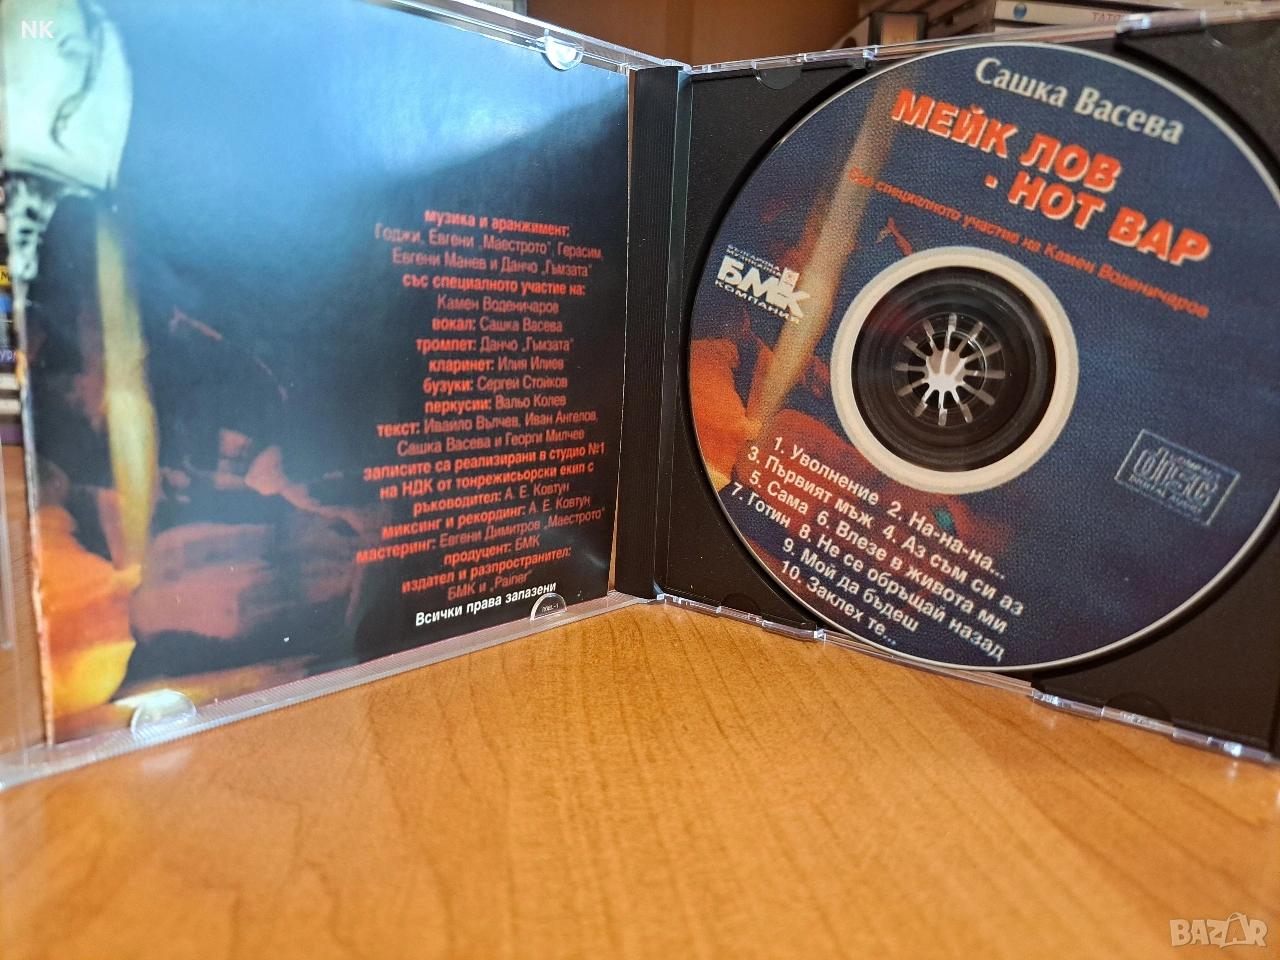 NK
музика и аранжимент:
Годжи, Евгени „Маестрото", Герасим,
Евгени Манев и Данчо „Гъмзата"
със специалното участие на:
Камен Воденичаров
вокал: Сашка Васева
тромпет: Данчо „Гъмзата"
кларинет: Илия Илиев
бузуки: Сергей Стойков
перкусии: Вальо Колев
текст: Ивайло Вълчев, Иван Ангелов,
Сашка Васева и Георги Милчев
записите са реализирани в студио №1
на НДК от тонрежисьорски екип с
ръководител: А. Е. Ковтун
миксинг и рекординг: А. Е. Ковтун
мастеринг: Евгени Димитров „Маестрото"
продуцент: БМК
издател и разпространител:
БМК и „Painer"
Всички права запазени
Сашка Васева
МЕЙК ЛОВ
- НОТ ВАР
Със специалното участие на Камен Воденичаров
БЪЛГАРСКА
МУЗИКАЛНА
БМК
КОМПАНИЯ
COMPACT
disc
DIGITAL AUDIO
1. Уволнение 2. На-на-на...
3. Първият мъж 4. Аз съм си аз
5. Сама 6. Влезе в живота ми
7. Готин 8. Не се обръщай назад
9. Мой да бъдеш
10. Заклех те...
BAZAR